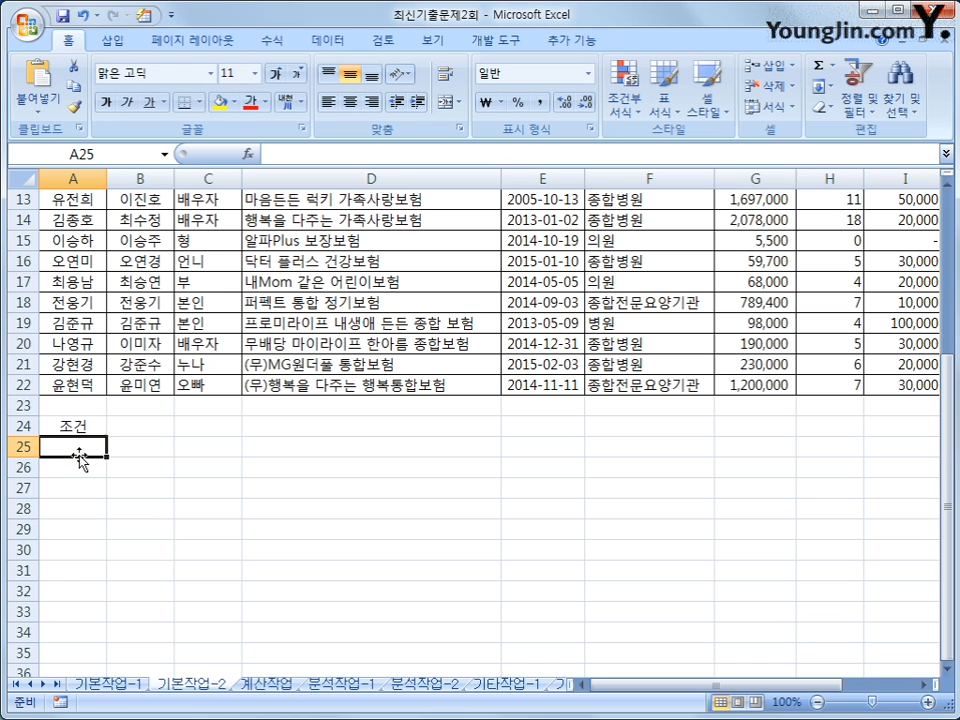 최신기출문제2회 - Microsoft Excel
YoungJin.com Y.
홈 삽입 페이지 레이아웃 수식 데이터 검토 보기 개발 도구 추가 기능
붙여넣기 맑은 고딕 11 일반 조건부 서식 표 서식 셀 스타일 삽입 삭제 서식 정렬 및 필터 찾기 및 선택
클립보드 글꼴 맞춤 표시 형식 스타일 셀 편집
A25 fx
A B C D E F G H I
13 유전희 이진호 배우자 마음든든 럭키 가족사랑보험 2005-10-13 종합병원 1,697,000 11 50,000
14 김종호 최수정 배우자 행복을 다주는 가족사랑보험 2013-01-02 종합병원 2,078,000 18 20,000
15 이승하 이승주 형 알파Plus 보장보험 2014-10-19 의원 5,500 0 -
16 오연미 오연경 언니 닥터 플러스 건강보험 2015-01-10 종합병원 59,700 5 30,000
17 최용남 최승연 부 내Mom 같은 어린이보험 2014-05-05 의원 68,000 4 20,000
18 전웅기 전웅기 본인 퍼펙트 통합 정기보험 2014-09-03 종합전문요양기관 789,400 7 10,000
19 김준규 김준규 본인 프로미라이프 내생애 든든 종합 보험 2013-05-09 병원 98,000 4 100,000
20 나영규 이미자 배우자 무배당 마이라이프 한아름 종합보험 2014-12-31 종합병원 190,000 5 30,000
21 강현경 강준수 누나 (무)MG원더풀 통합보험 2015-02-03 종합병원 230,000 6 20,000
22 윤현덕 윤미연 오빠 (무)행복을 다주는 행복통합보험 2014-11-11 종합전문요양기관 1,200,000 7 30,000
23
24 조건
25
26
27
28
29
30
31
32
33
34
35
36
기본작업-1 기본작업-2 계산작업 분석작업-1 분석작업-2 기타작업-1
준비 100%